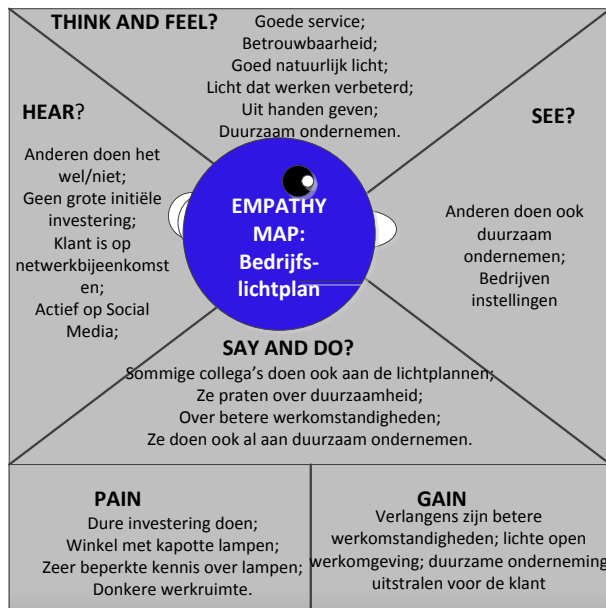 THINK AND FEEL?
Goede service;
Betrouwbaarheid;
Goed natuurlijk licht;
Licht dat werken verbeterd;
Uit handen geven;
Duurzaam ondernemen.
HEAR?
Anderen doen het
wel/niet;
Geen grote initiële
investering;
Klant is op
netwerkbijeenkomst
en;
Actief op Social
Media;
EMPATHY
MAP:
Bedrijfs-
lichtplan
SEE?
Anderen doen ook
duurzaam
ondernemen;
Bedrijven
instellingen
SAY AND DO?
Sommige collega's doen ook aan de lichtplannen;
Ze praten over duurzaamheid;
Over betere werkomstandigheden;
Ze doen ook al aan duurzaam ondernemen.
PAIN
Dure investering doen;
Winkel met kapotte lampen;
Zeer beperkte kennis over lampen;
Donkere werkruimte.
GAIN
Verlangens zijn betere
werkomstandigheden; lichte open
werkomgeving; duurzame onderneming
uitstralen voor de klant